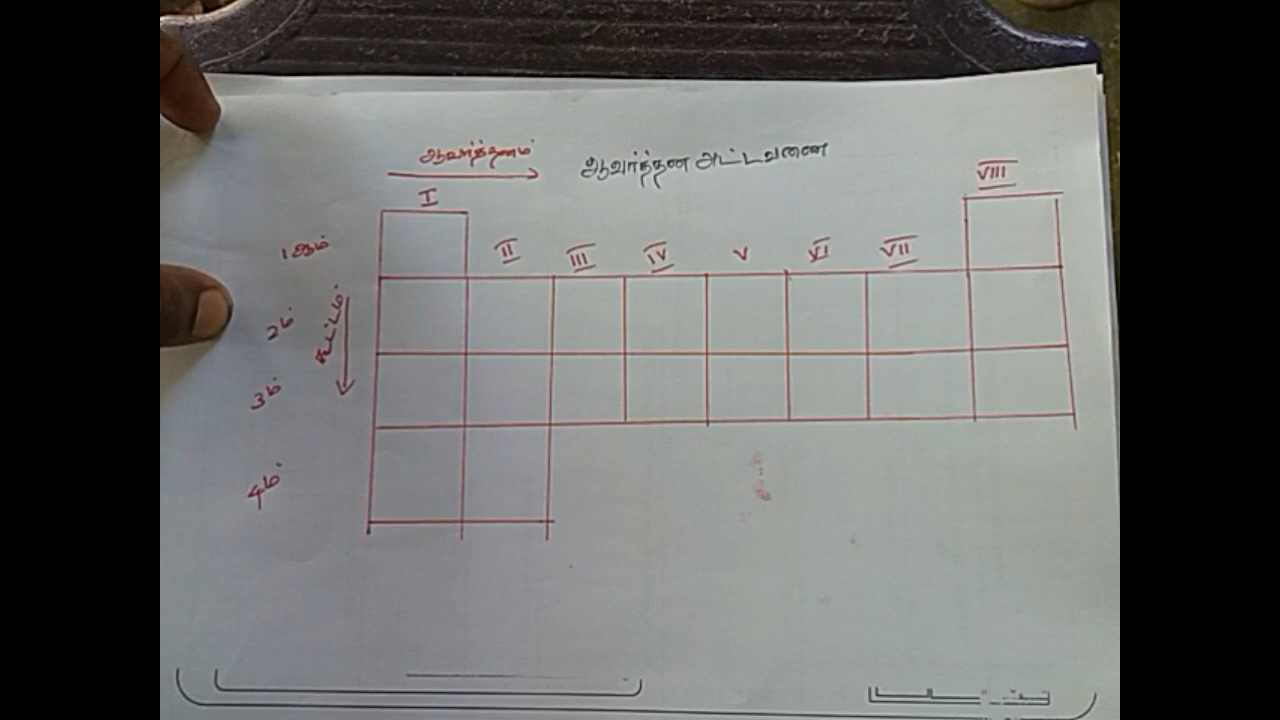 ஆவர்த்தனம்
ஆவர்த்தன அட்டவணை
I
VIII
1ஆம்
II III IV V VI VII
2ம்
கூட்டம்
3ம்
4ம்